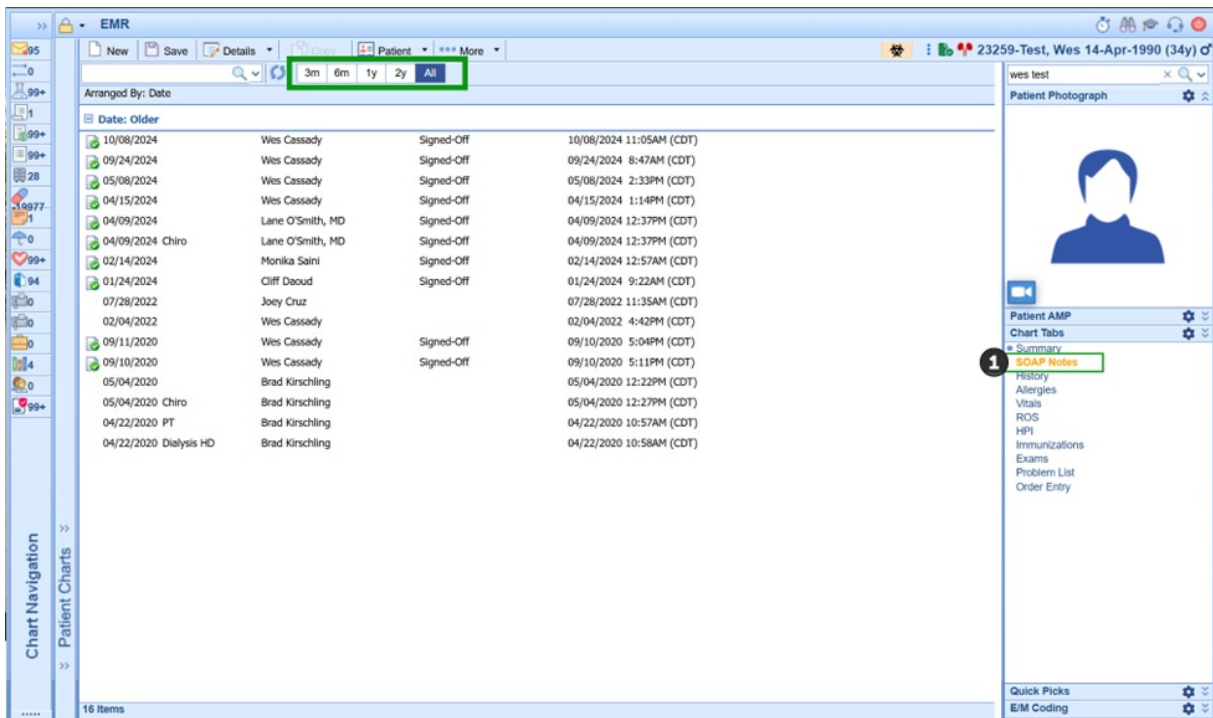 EMR
New Save Details Copy Patient More
23259-Test, Wes 14-Apr-1990 (34y)
3m 6m 1y 2y All
wes test
Arranged By: Date
Patient Photograph
Date: Older
10/08/2024 Wes Cassady Signed-Off 10/08/2024 11:05AM (CDT)
09/24/2024 Wes Cassady Signed-Off 09/24/2024 8:47AM (CDT)
05/08/2024 Wes Cassady Signed-Off 05/08/2024 2:33PM (CDT)
04/15/2024 Wes Cassady Signed-Off 04/15/2024 1:14PM (CDT)
04/09/2024 Lane O'Smith, MD Signed-Off 04/09/2024 12:37PM (CDT)
04/09/2024 Chiro Lane O'Smith, MD Signed-Off 04/09/2024 12:37PM (CDT)
02/14/2024 Monika Saini Signed-Off 02/14/2024 12:57AM (CDT)
01/24/2024 Cliff Daoud Signed-Off 01/24/2024 9:22AM (CDT)
07/28/2022 Joey Cruz 07/28/2022 11:35AM (CDT)
02/04/2022 Wes Cassady 02/04/2022 4:42PM (CDT)
09/11/2020 Wes Cassady Signed-Off 09/10/2020 5:04PM (CDT)
09/10/2020 Wes Cassady Signed-Off 09/10/2020 5:11PM (CDT)
05/04/2020 Brad Kirschling 05/04/2020 12:22PM (CDT)
05/04/2020 Chiro Brad Kirschling 05/04/2020 12:27PM (CDT)
04/22/2020 PT Brad Kirschling 04/22/2020 10:57AM (CDT)
04/22/2020 Dialysis HD Brad Kirschling 04/22/2020 10:58AM (CDT)
16 Items
95
0
99+
1
99+
99+
28
-19977
1
0
99+
94
0
0
0
4
0
99+
Chart Navigation
Patient Charts
Patient AMP
Chart Tabs
Summary
1 SOAP Notes
History
Allergies
Vitals
ROS
HPI
Immunizations
Exams
Problem List
Order Entry
Quick Picks
E/M Coding